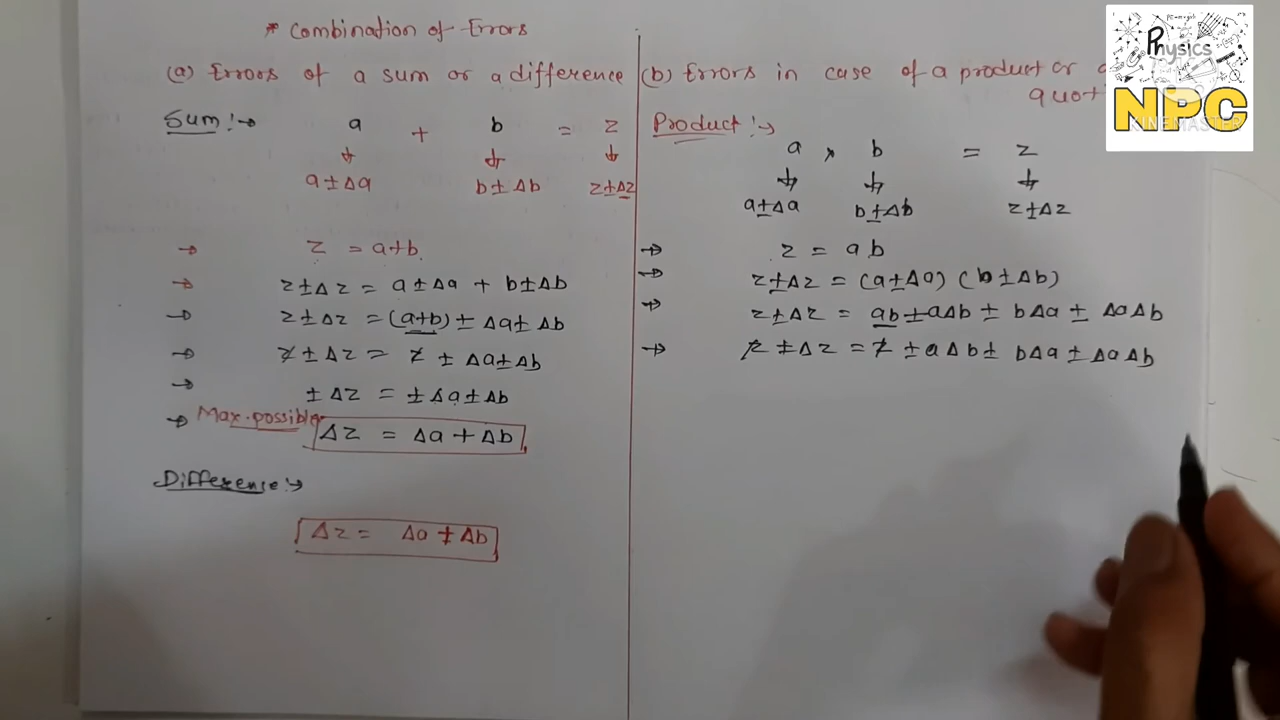 * Combination of Errors
(a) Errors of a sum or a difference
Sum:→ a + b = z
a±Δa b±Δb z±Δz
→ z = a+b
→ z±Δz = a±Δa + b±Δb
→ z±Δz = (a+b) ± Δa± Δb
→ z±Δz = z ± Δa±Δb
→ ±Δz = ±Δa±Δb
→ Max. possible Δz = Δa+Δb
Difference:→
Δz = Δa + Δb
(b) Errors in case of a product or
Product:→
a × b = z
a±Δa b±Δb z±Δz
→ z = ab
→ z±Δz = (a±Δa) (b±Δb)
→ z±Δz = ab±aΔb ± bΔa ± ΔaΔb
→ z ±Δz = z ±aΔb± bΔa ± ΔaΔb
Physics
NPC
KINEMASTER